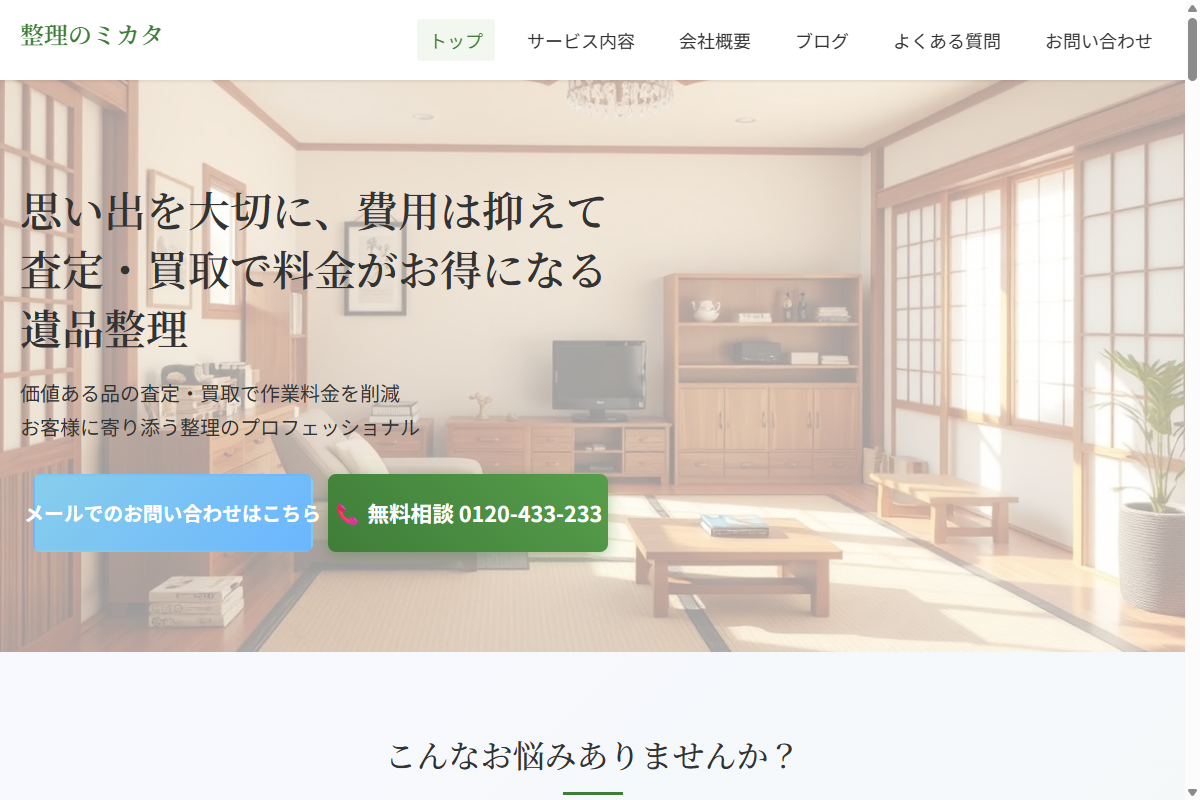 整理のミカタ
トップ サービス内容 会社概要 ブログ よくある質問 お問い合わせ
思い出を大切に、費用は抑えて
査定・買取で料金がお得になる
遺品整理
価値ある品の査定・買取で作業料金を削減
お客様に寄り添う整理のプロフェッショナル
メールでのお問い合わせはこちら
無料相談 0120-433-233
こんなお悩みありませんか？